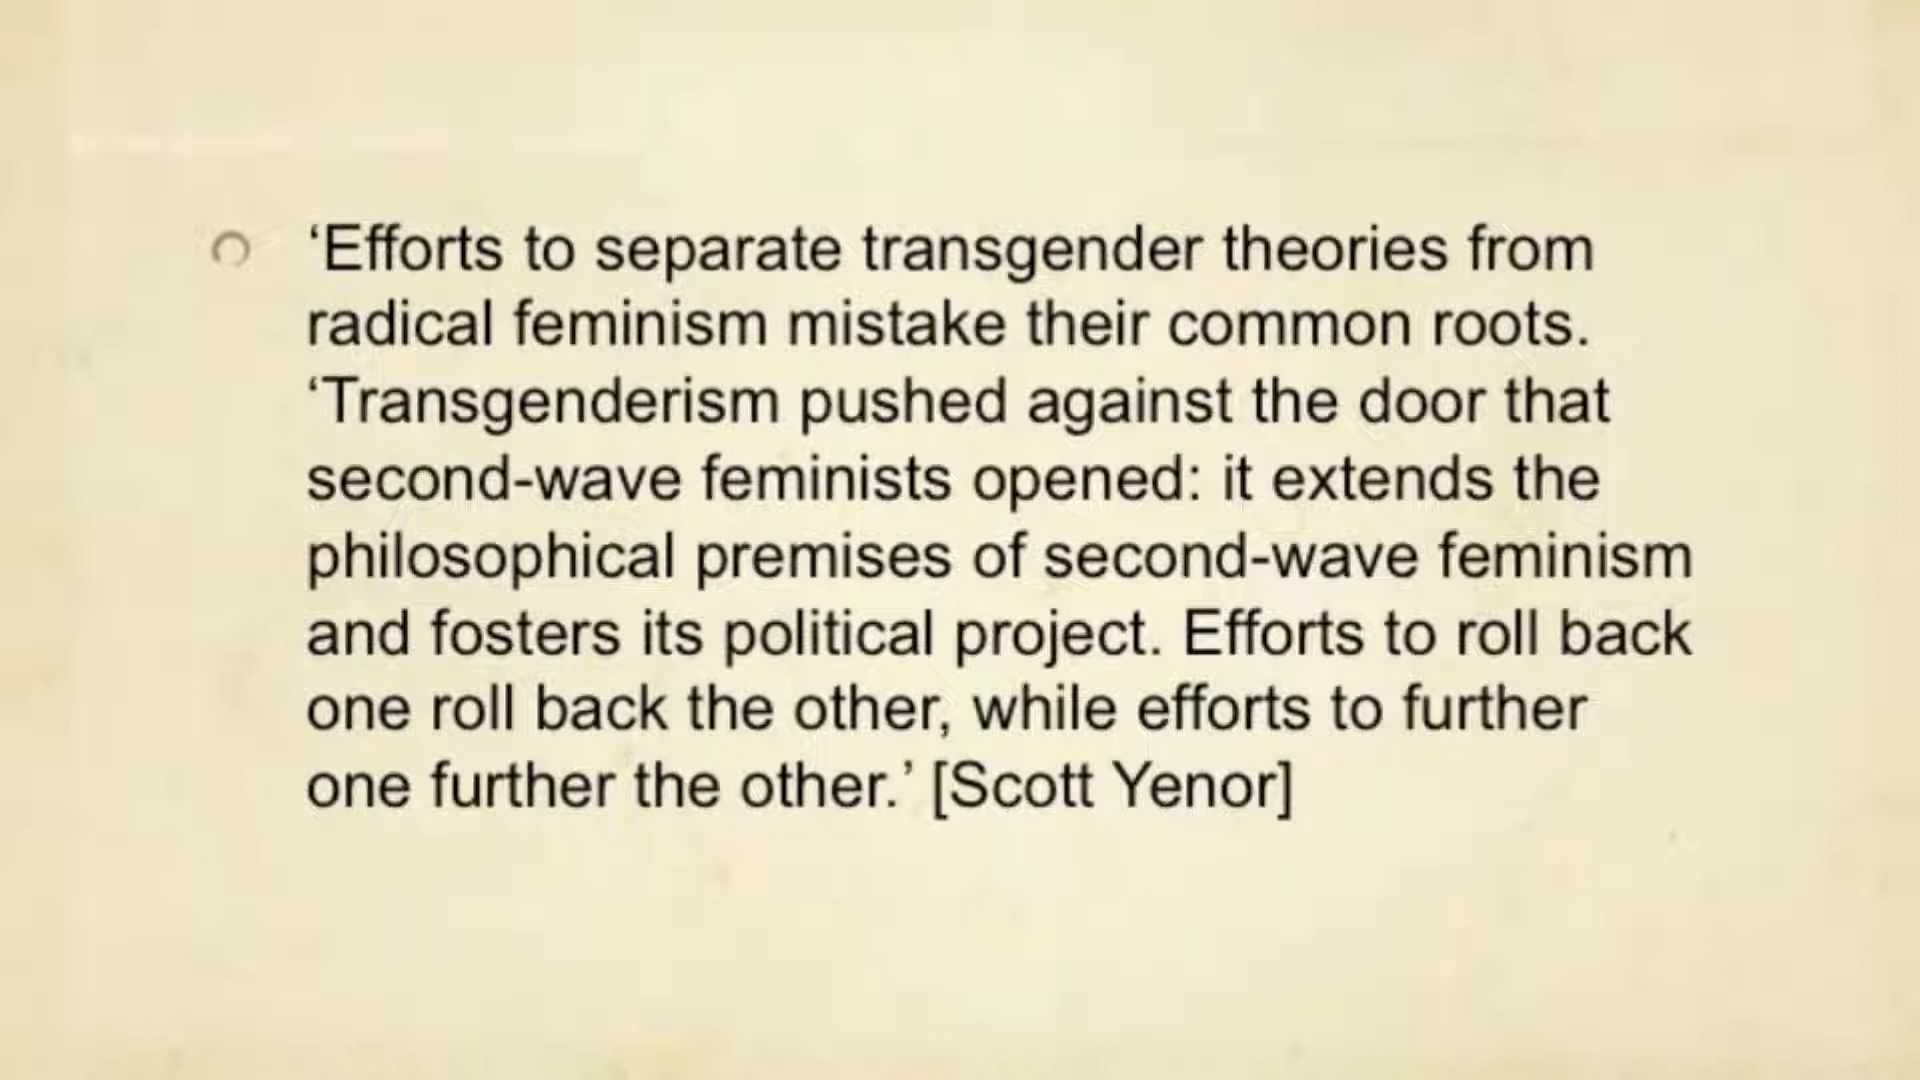 ‘Efforts to separate transgender theories from
radical feminism mistake their common roots.
‘Transgenderism pushed against the door that
second-wave feminists opened: it extends the
philosophical premises of second-wave feminism
and fosters its political project. Efforts to roll back
one roll back the other, while efforts to further
one further the other.’ [Scott Yenor]